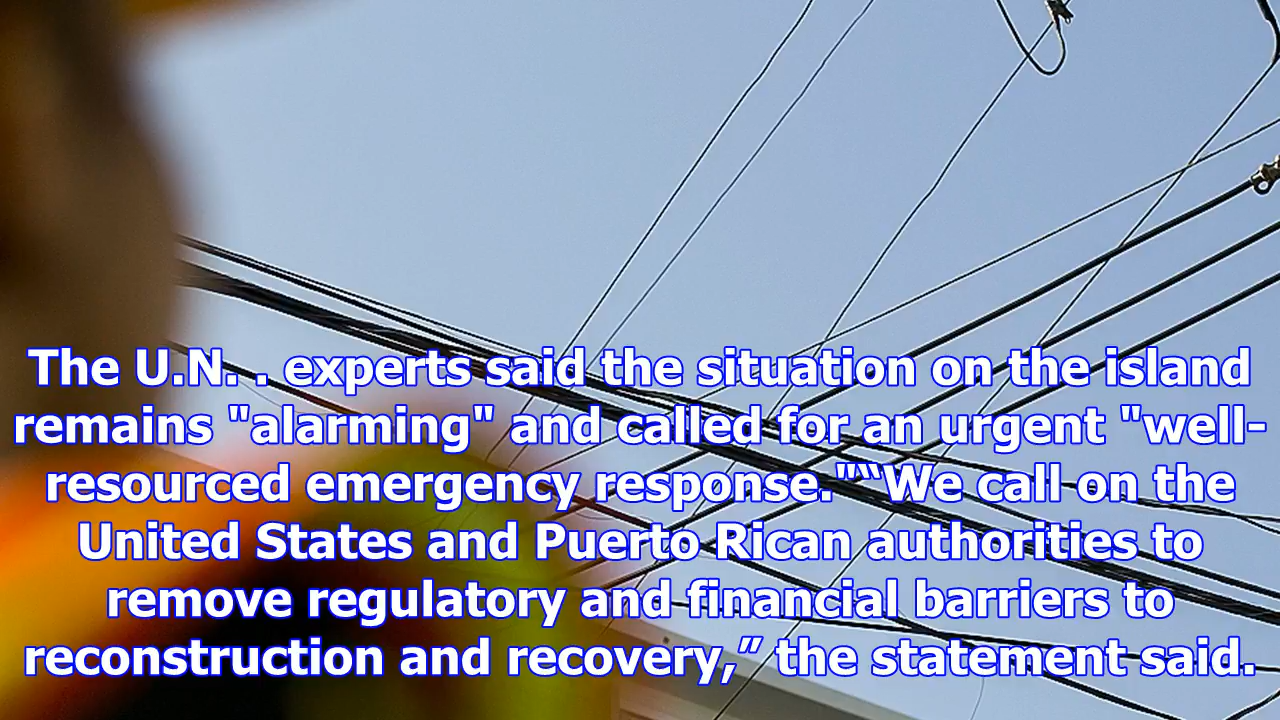 The U.N. . experts said the situation on the island
remains "alarming" and called for an urgent "well-
resourced emergency response."“We call on the
United States and Puerto Rican authorities to
remove regulatory and financial barriers to
reconstruction and recovery,” the statement said.